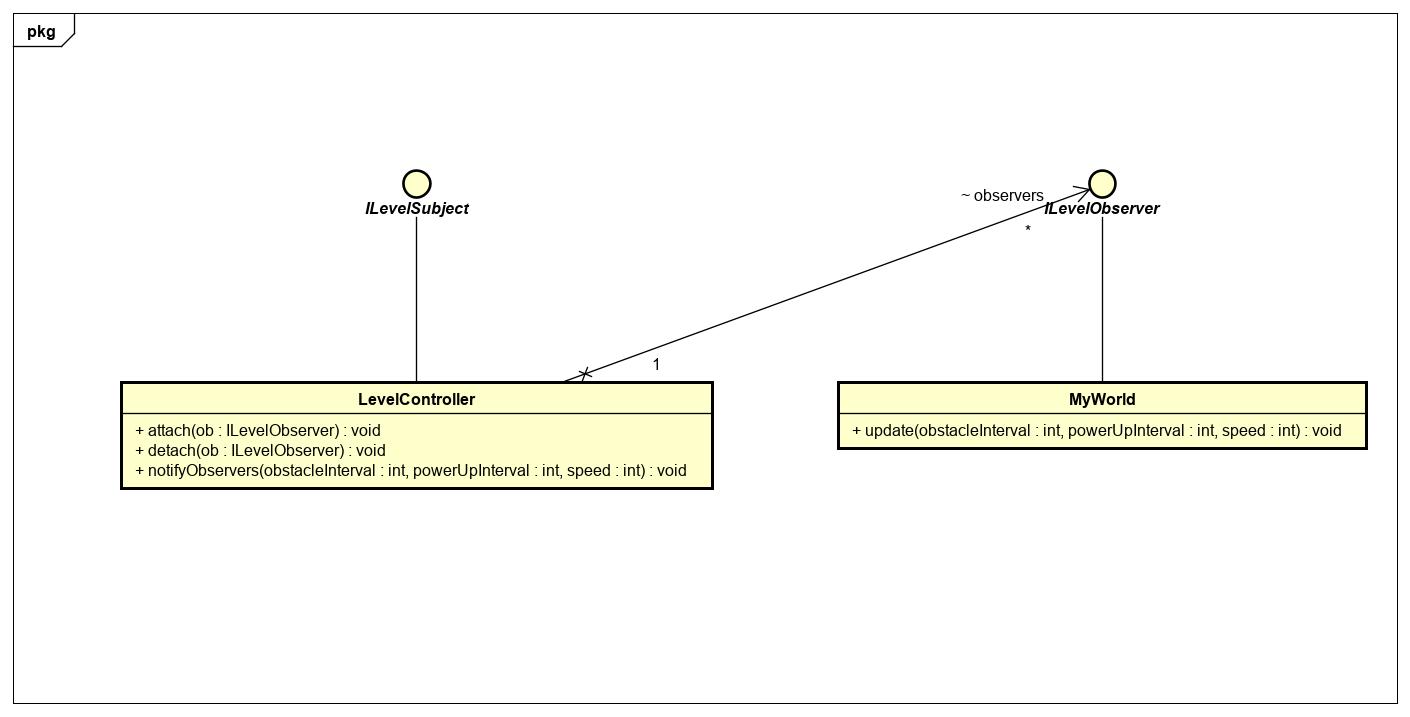 pkg
ILevelSubject
~ observers
ILevelObserver
*
1
LevelController
+ attach(ob : ILevelObserver) : void
+ detach(ob : ILevelObserver) : void
+ notifyObservers(obstacleInterval : int, powerUpInterval : int, speed : int) : void
MyWorld
+ update(obstacleInterval : int, powerUpInterval : int, speed : int) : void